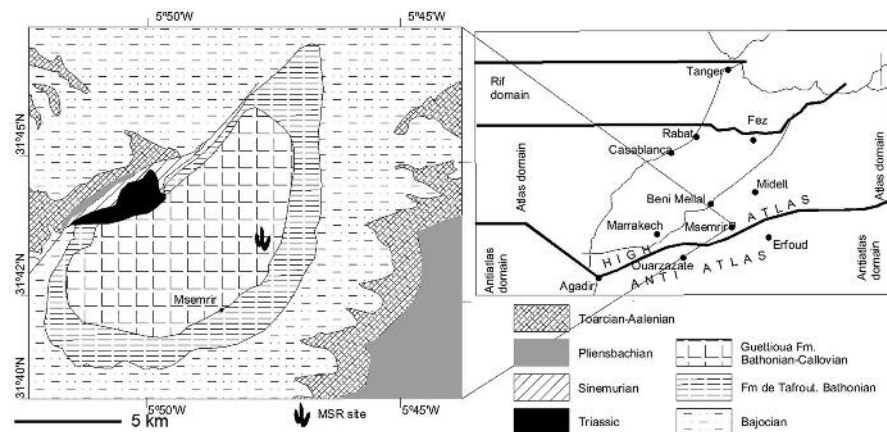 5°50'W
5°45'W
31°45'N
31°42'N
31°40'N
Msemrir
5°50'W
5°45'W
5 km
MSR site
Rif
domain
Tanger
Fez
Rabat
Casablanca
Atlas domain
Atlas domain
Beni Mellal
Midelt
Marrakech
Msemrir
HIGH ATLAS
Erfoud
Ouarzazate
ANTI ATLAS
Agadir
Antiatlas
domain
Antiatlas
domain
Toarcian-Aalenian
Pliensbachian
Sinemurian
Triassic
Guettioua Fm.
Bathonian-Callovian
Fm de Tafrout. Bathonian
Bajocian